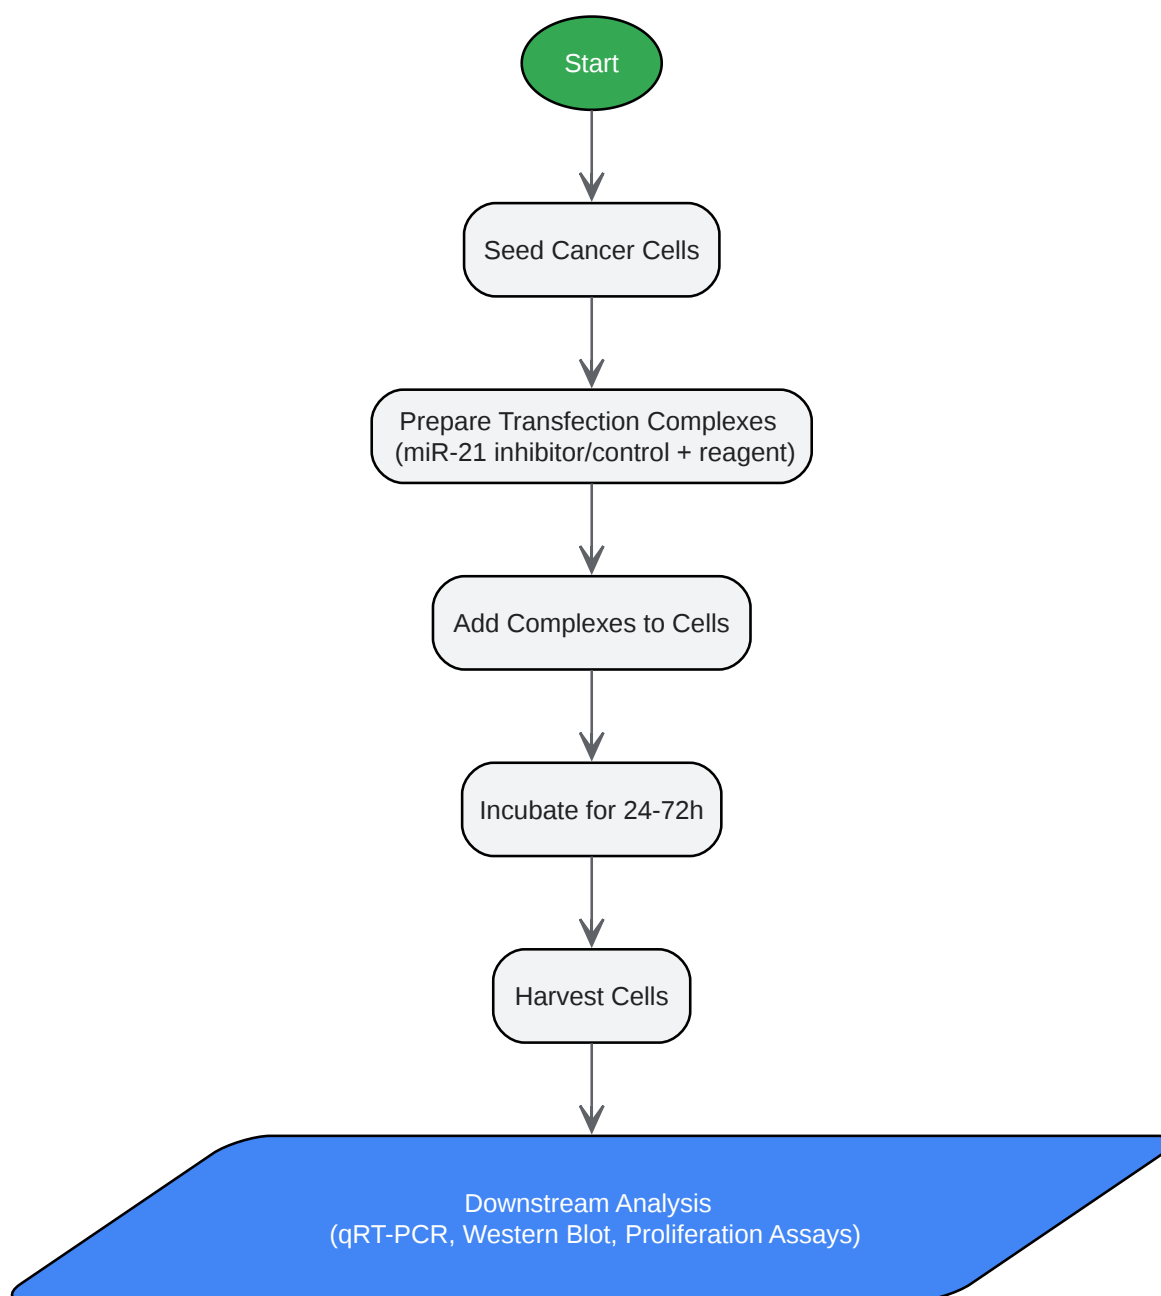 Start
Seed Cancer Cells
Prepare Transfection Complexes
(miR-21 inhibitor/control + reagent)
Add Complexes to Cells
Incubate for 24-72h
Harvest Cells
Downstream Analysis
(qRT-PCR, Western Blot, Proliferation Assays)